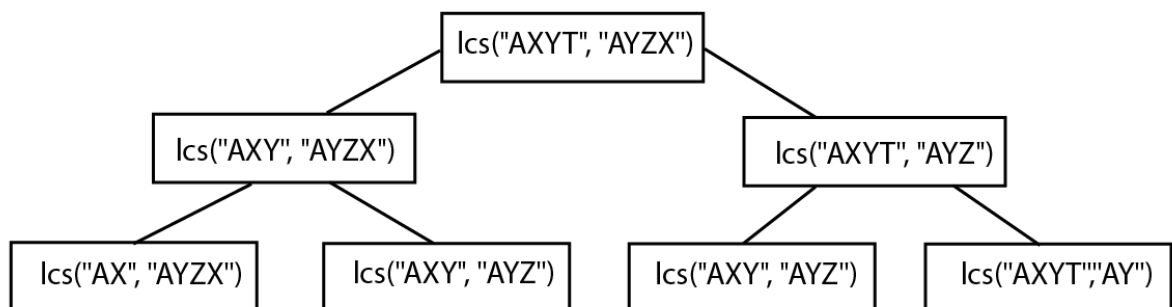 lcs("AXYT", "AYZX")
lcs("AXY", "AYZX")
lcs("AXYT", "AYZ")
lcs("AX", "AYZX")
lcs("AXY", "AYZ")
lcs("AXY", "AYZ")
lcs("AXYT","AY")